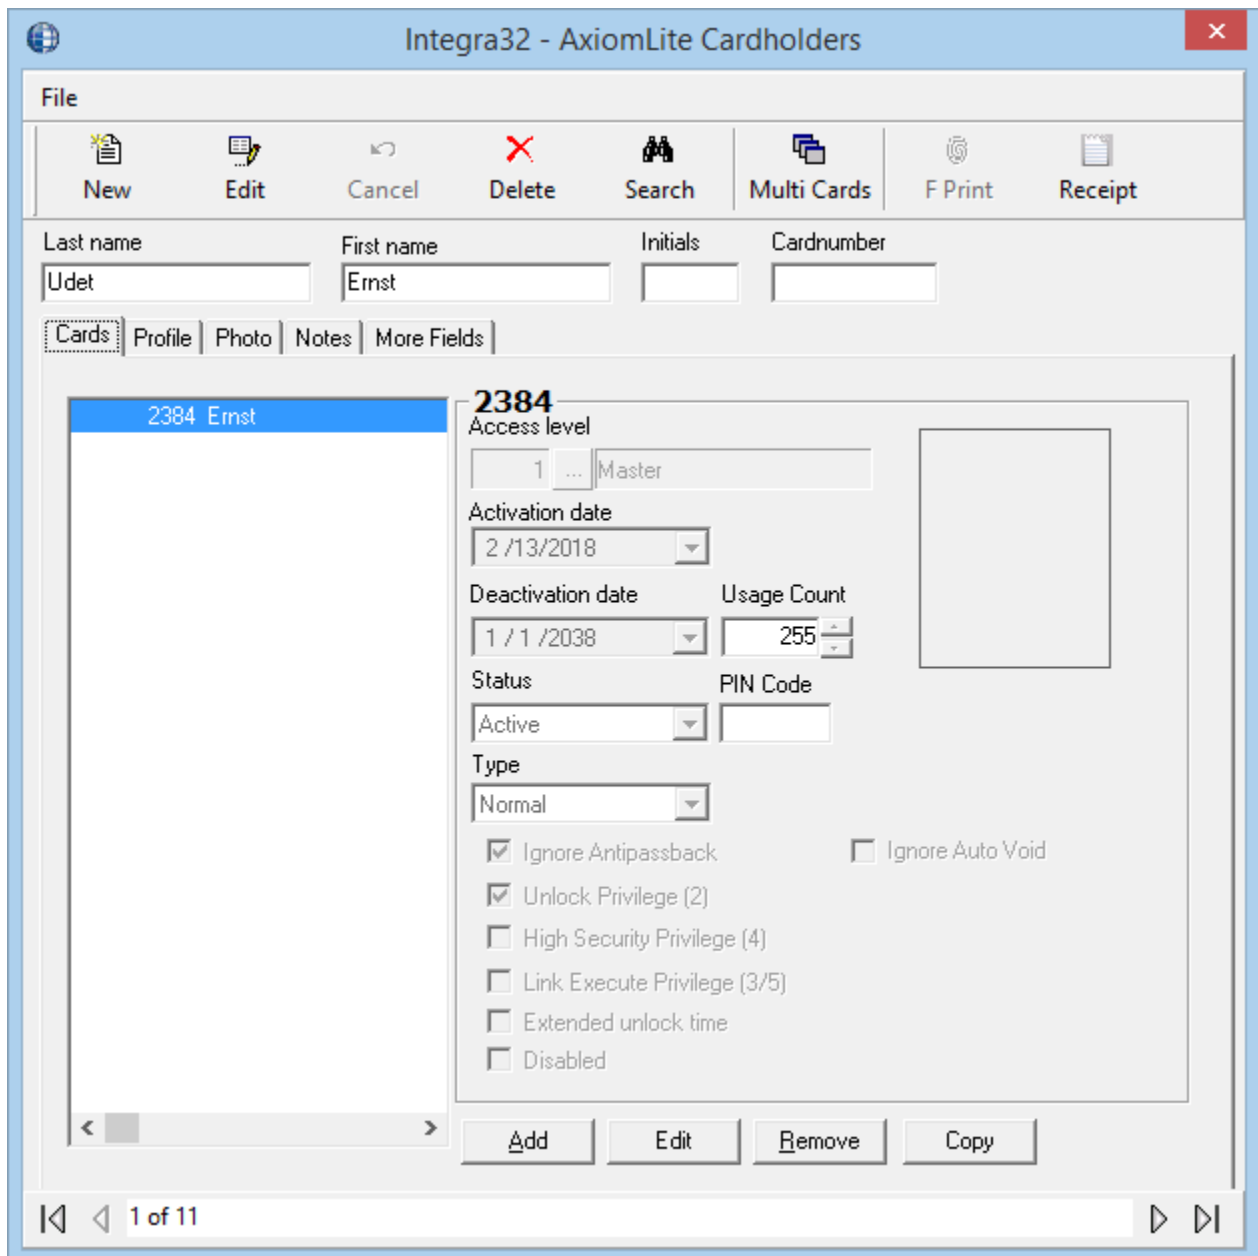 Integra32 - AxiomLite Cardholders
File
New Edit Cancel Delete Search Multi Cards F Print Receipt
Last name First name Initials Cardnumber
Udet Ernst
Cards Profile Photo Notes More Fields
2384 Ernst
2384
Access level
1 ... Master
Activation date
2 /13/2018
Deactivation date Usage Count
1 / 1 /2038 255
Status PIN Code
Active
Type
Normal
Ignore Antipassback Ignore Auto Void
Unlock Privilege (2)
High Security Privilege (4)
Link Execute Privilege (3/5)
Extended unlock time
Disabled
Add Edit Remove Copy
1 of 11